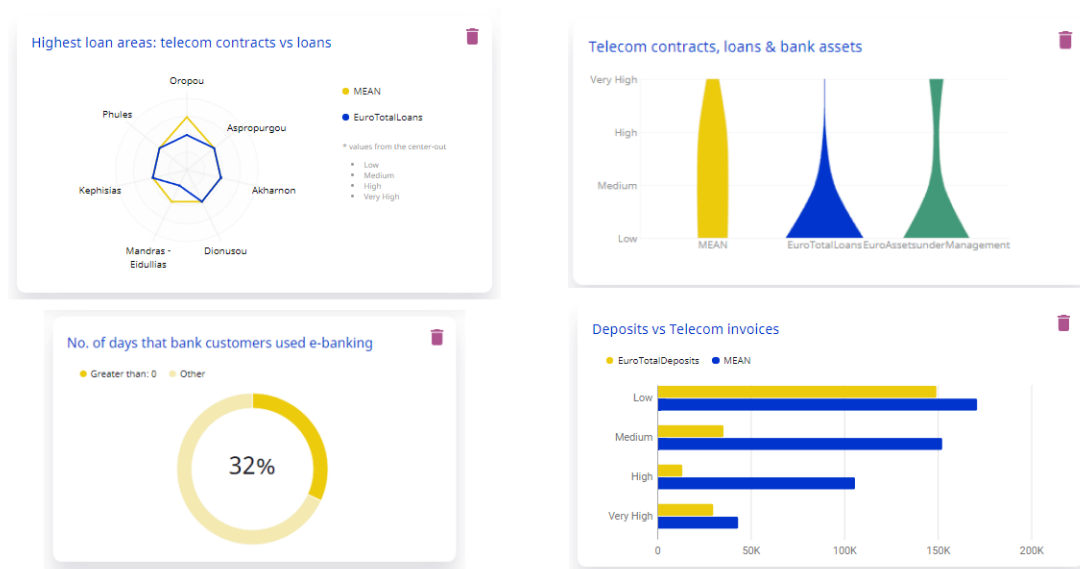 Highest loan areas: telecom contracts vs loans
Oropou
Phules
Aspropurgou
Kephisias
Akharnon
Mandras -
Eidullias
Dionusou
MEAN
EuroTotalLoans
* values from the center-out
Low
Medium
High
Very High
Telecom contracts, loans & bank assets
Very High
High
Medium
Low
MEAN
EuroTotalLoans
EuroAssetsunderManagement
No. of days that bank customers used e-banking
Greater than: 0 Other
32%
Deposits vs Telecom invoices
EuroTotalDeposits MEAN
Low
Medium
High
Very High
0 50K 100K 150K 200K